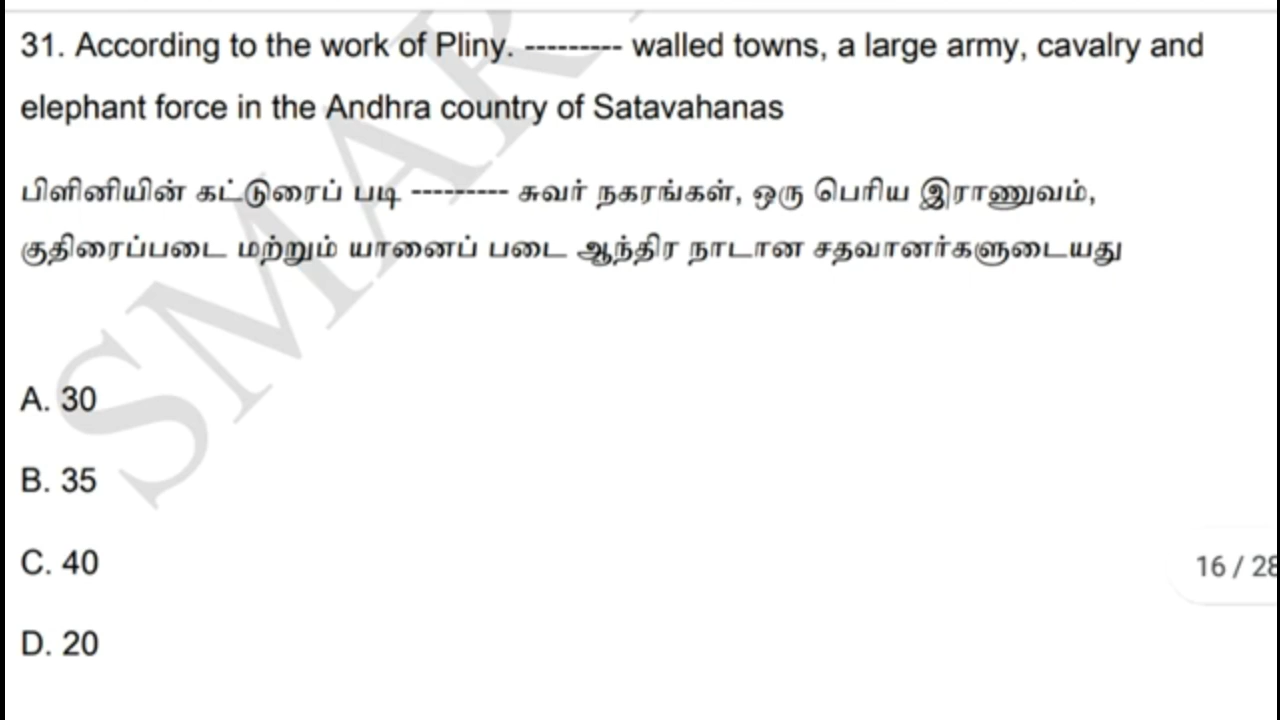 31. According to the work of Pliny. --------- walled towns, a large army, cavalry and
elephant force in the Andhra country of Satavahanas
பிளினியின் கட்டுரைப் படி --------- சுவர் நகரங்கள், ஒரு பெரிய இராணுவம்,
குதிரைப்படை மற்றும் யானைப் படை ஆந்திர நாடான சதவானர்களுடையது
A. 30
B. 35
C. 40
16 / 28
D. 20
SMAR